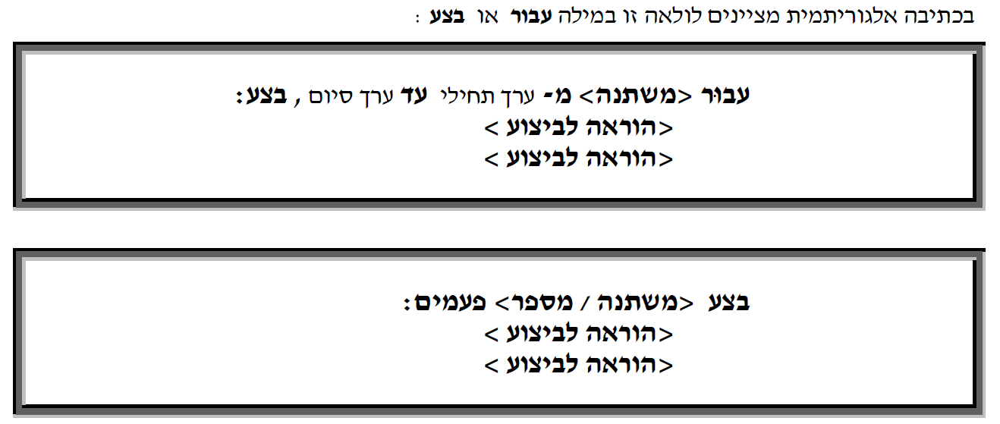 בכתיבה אלגוריתמית מציינים לולאה זו במילה עבור או בצע :
עבוּר <משתנה> מ- ערך תחילי עד ערך סיום , בצע:
<הוראה לביצוע >
<הוראה לביצוע >
בצע <משתנה / מספר> פעמים:
<הוראה לביצוע >
<הוראה לביצוע >